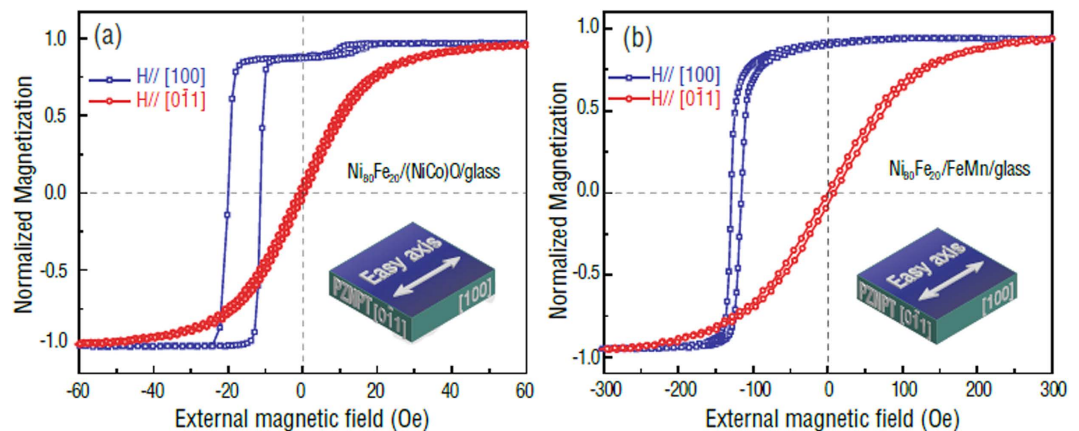 (a)
H// [100]
H// [01̄1]
Ni80Fe20/(NiCo)O/glass
Easy axis
PZNPT [01̄1]
[100]
Normalized Magnetization
1.0
0.5
0.0
-0.5
-1.0
-60 -40 -20 0 20 40 60
External magnetic field (Oe)
(b)
H// [100]
H// [01̄1]
Ni80Fe20/FeMn/glass
Easy axis
PZNPT [01̄1]
[100]
Normalized Magnetization
1.0
0.5
0.0
-0.5
-1.0
-300 -200 -100 0 100 200 300
External magnetic field (Oe)